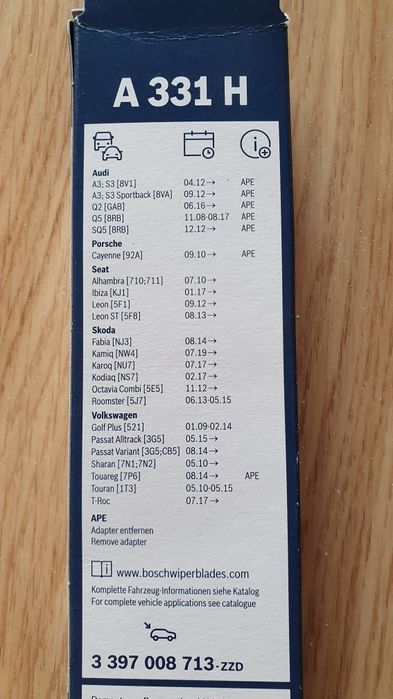 A 331 H
Audi
A3; S3 [8V1] 04.12→ APE
A3; S3 Sportback [8VA] 09.12→ APE
Q2 [GAB] 06.16→ APE
Q5 [8RB] 11.08-08.17 APE
SQ5 [8RB] 12.12→ APE
Porsche
Cayenne [92A] 09.10→ APE
Seat
Alhambra [710;711] 07.10→
Ibiza [KJ1] 01.17→
Leon [5F1] 09.12→
Leon ST [5F8] 08.13→
Skoda
Fabia [NJ3] 08.14→
Kamiq [NW4] 07.19→
Karoq [NU7] 07.17→
Kodiaq [NS7] 02.17→
Octavia Combi [5E5] 11.12→
Roomster [5J7] 06.13-05.15
Volkswagen
Golf Plus [521] 01.09-02.14
Passat Alltrack [3G5] 05.15→
Passat Variant [3G5;CB5] 08.14→
Sharan [7N1;7N2] 05.10→
Touareg [7P6] 08.14→ APE
Touran [1T3] 05.10-05.15
T-Roc 07.17→
APE
Adapter entfernen
Remove adapter
www.boschwiperblades.com
Komplette Fahrzeug-Informationen siehe Katalog
For complete vehicle applications see catalogue
3 397 008 713-ZZD